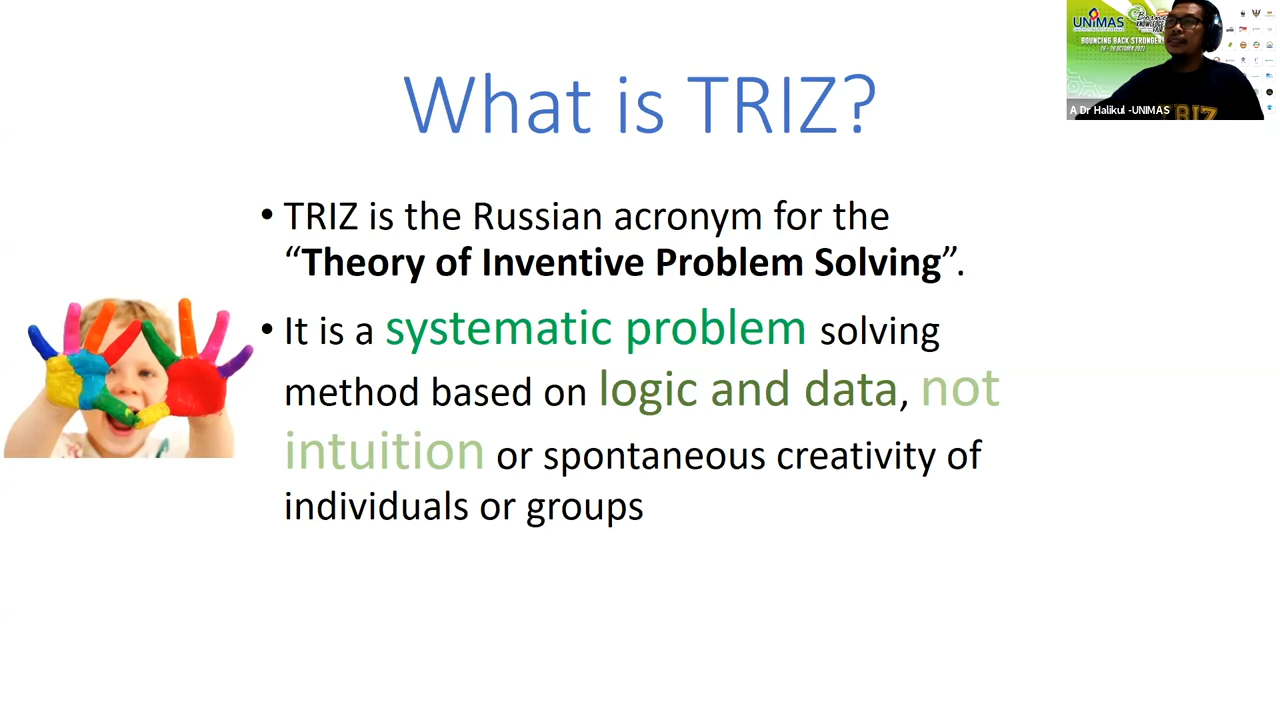 What is TRIZ?
• TRIZ is the Russian acronym for the
“Theory of Inventive Problem Solving”.
• It is a systematic problem solving
method based on logic and data, not
intuition or spontaneous creativity of
individuals or groups
UNIMAS
BOUNCING BACK STRONGER
A Dr Halikul -UNIMAS
TRIZ